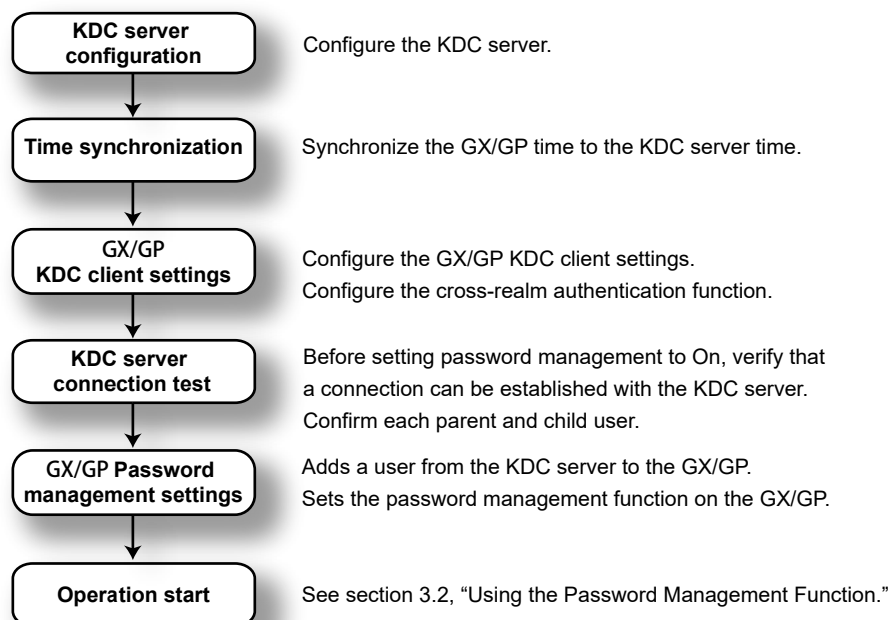 KDC server
configuration
Configure the KDC server.
Time synchronization
Synchronize the GX/GP time to the KDC server time.
GX/GP
KDC client settings
Configure the GX/GP KDC client settings.
Configure the cross-realm authentication function.
KDC server
connection test
Before setting password management to On, verify that
a connection can be established with the KDC server.
Confirm each parent and child user.
GX/GP Password
management settings
Adds a user from the KDC server to the GX/GP.
Sets the password management function on the GX/GP.
Operation start
See section 3.2, “Using the Password Management Function.”